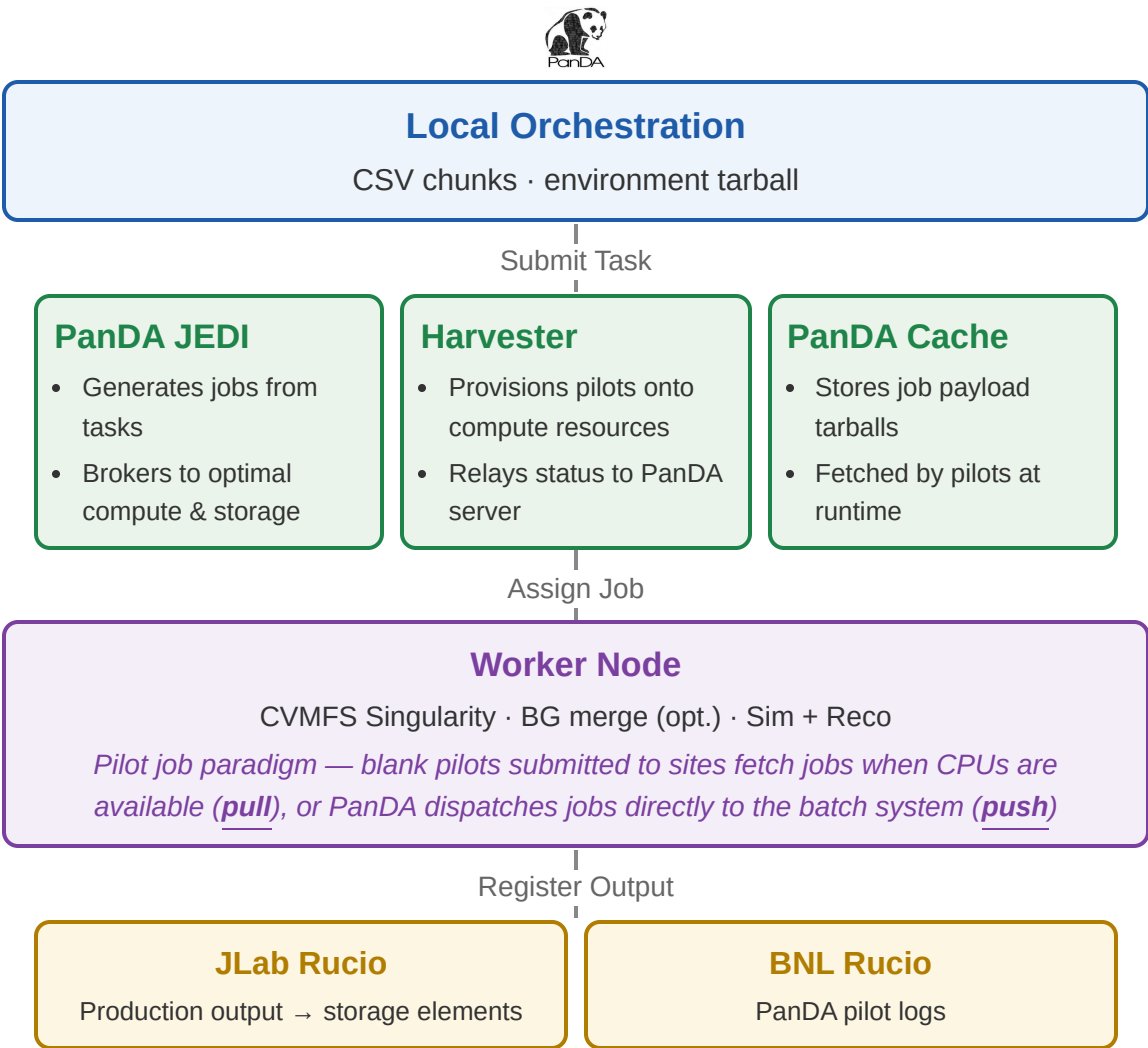 PanDA
Local Orchestration
CSV chunks · environment tarball
Submit Task
PanDA JEDI
• Generates jobs from
tasks
• Brokers to optimal
compute & storage
Harvester
• Provisions pilots onto
compute resources
• Relays status to PanDA
server
PanDA Cache
• Stores job payload
tarballs
• Fetched by pilots at
runtime
Assign Job
Worker Node
CVMFS Singularity · BG merge (opt.) · Sim + Reco
Pilot job paradigm — blank pilots submitted to sites fetch jobs when CPUs are
available (pull), or PanDA dispatches jobs directly to the batch system (push)
Register Output
JLab Rucio
Production output → storage elements
BNL Rucio
PanDA pilot logs